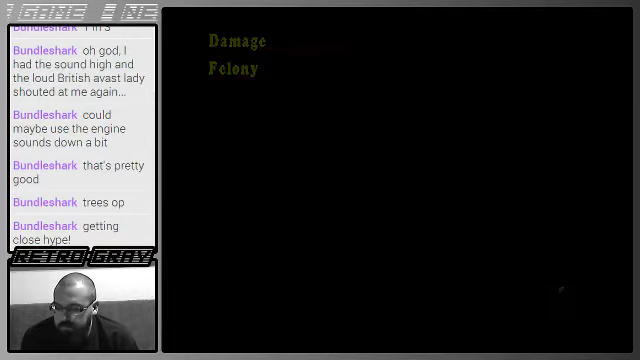 GAME LINE
Bundleshark oh god, I
had the sound high and
the loud British avast lady
shouted at me again...
Bundleshark could
maybe use the engine
sounds down a bit
Bundleshark that's pretty
good
Bundleshark trees op
Bundleshark getting
close hype!
RETRO GRAY
Damage
Felony